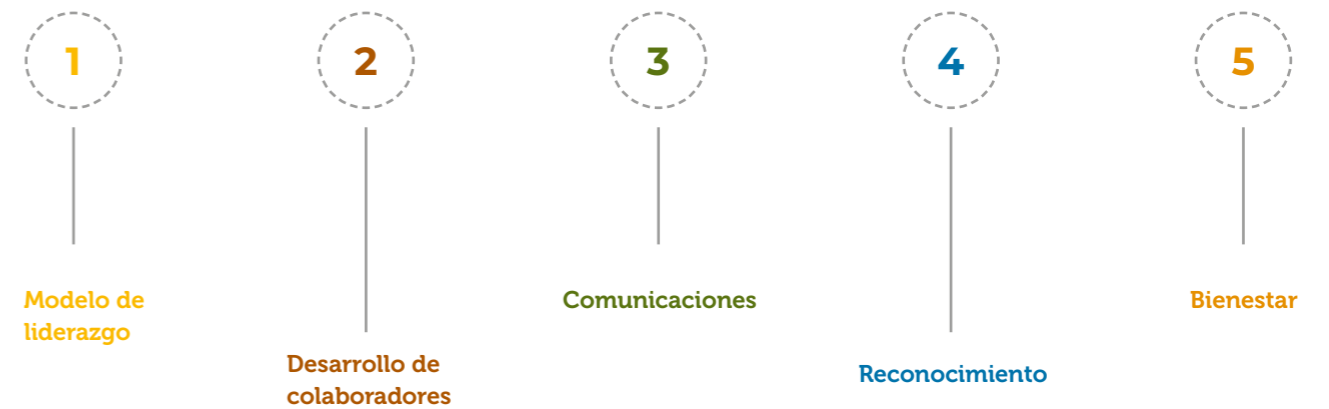 1
2
3
4
5
Modelo de
liderazgo
Desarrollo de
colaboradores
Comunicaciones
Reconocimiento
Bienestar